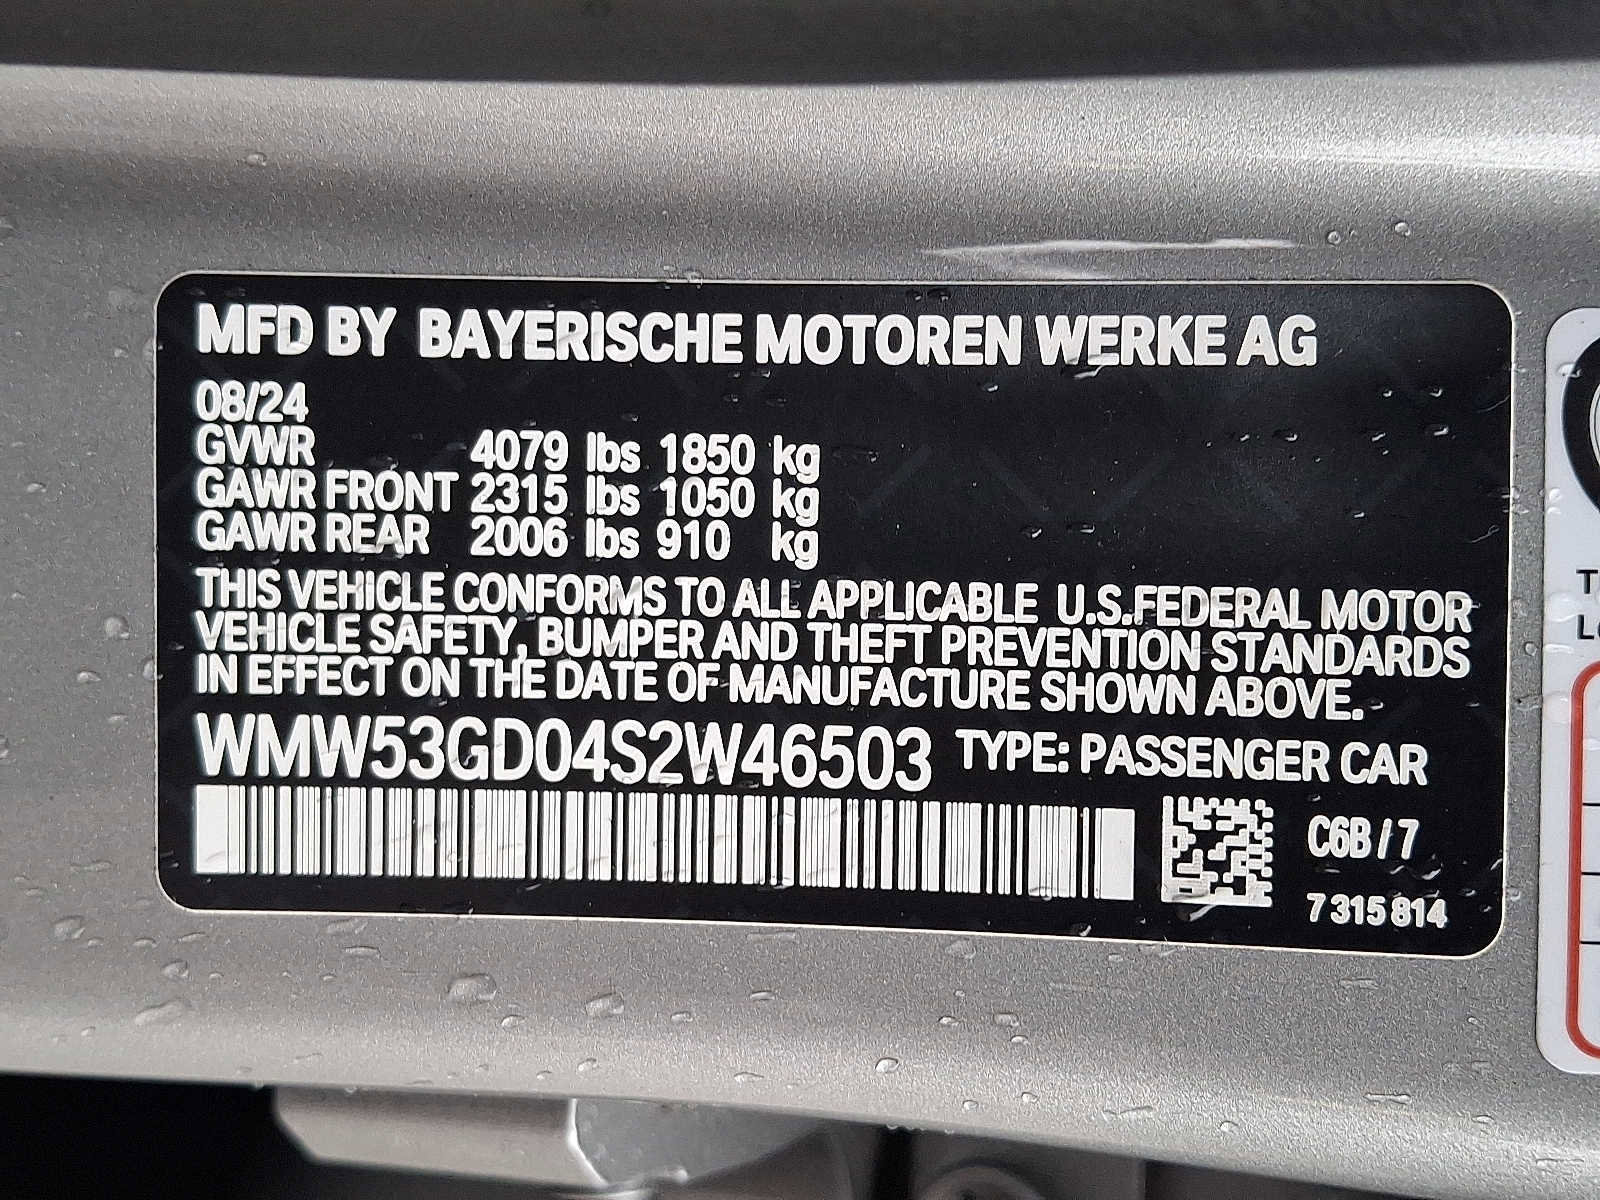 MFD BY BAYERISCHE MOTOREN WERKE AG
08/24
GVWR 4079 lbs 1850 kg
GAWR FRONT 2315 lbs 1050 kg
GAWR REAR 2006 lbs 910 kg
THIS VEHICLE CONFORMS TO ALL APPLICABLE U.S.FEDERAL MOTOR
VEHICLE SAFETY, BUMPER AND THEFT PREVENTION STANDARDS
IN EFFECT ON THE DATE OF MANUFACTURE SHOWN ABOVE.
WMW53GD04S2W46503 TYPE: PASSENGER CAR
C6B / 7
7 315 814